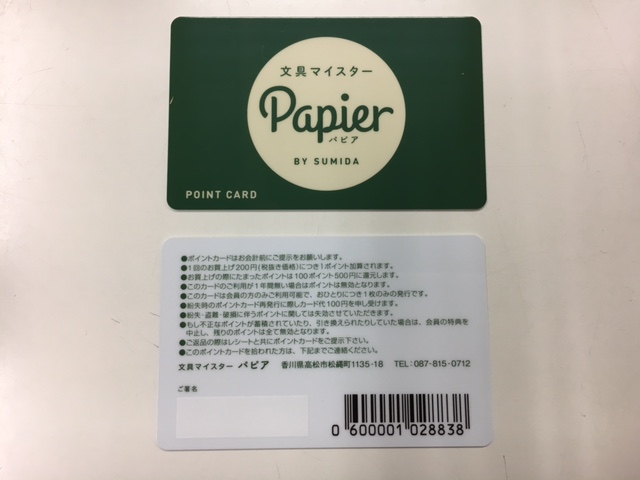 文具マイスター
Papier
パピア
BY SUMIDA
POINT CARD
●ポイントカードはお会計前にご提示をお願いします。
●1回のお買上げ200円(税抜き価格)につき1ポイント加算されます。
●お買上げの際にたまったポイントは100ポイント500円に還元します。
●このカードのご利用が1年間無い場合はポイントは無効となります。
●このカードは会員の方のみご利用可能で、おひとりにつき1枚のみの発行です。
●紛失時のポイントカード再発行に際しカード代100円を申し受けます。
●紛失・盗難・破損に伴うポイントに関しては失効させていただきます。
●もし不正なポイントが蓄積されていたり、引き換えられたりしていた場合は、会員の特典を
中止し、残りのポイントは全て無効となります。
●ご返品の際はレシートと共にポイントカードをご提示下さい。
●このポイントカードを拾われた方は、下記までご連絡ください。
文具マイスター パピア 香川県高松市松縄町1135-18 TEL:087-815-0712
ご署名
0 600001 028838